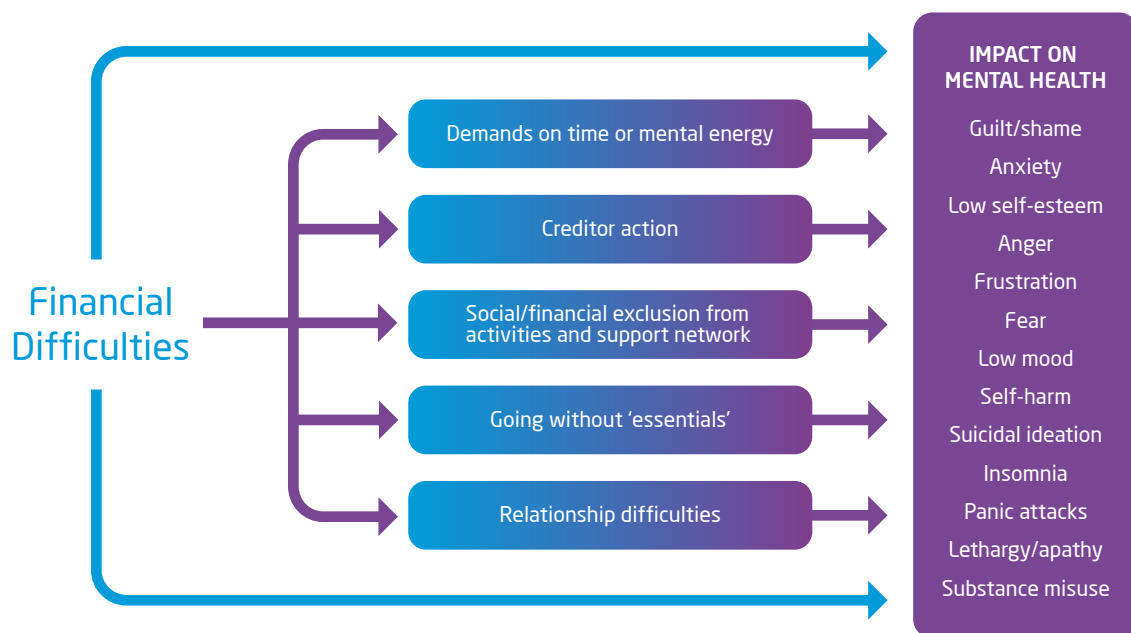 Financial
Difficulties
Demands on time or mental energy
Creditor action
Social/financial exclusion from
activities and support network
Going without ‘essentials’
Relationship difficulties
IMPACT ON
MENTAL HEALTH
Guilt/shame
Anxiety
Low self-esteem
Anger
Frustration
Fear
Low mood
Self-harm
Suicidal ideation
Insomnia
Panic attacks
Lethargy/apathy
Substance misuse